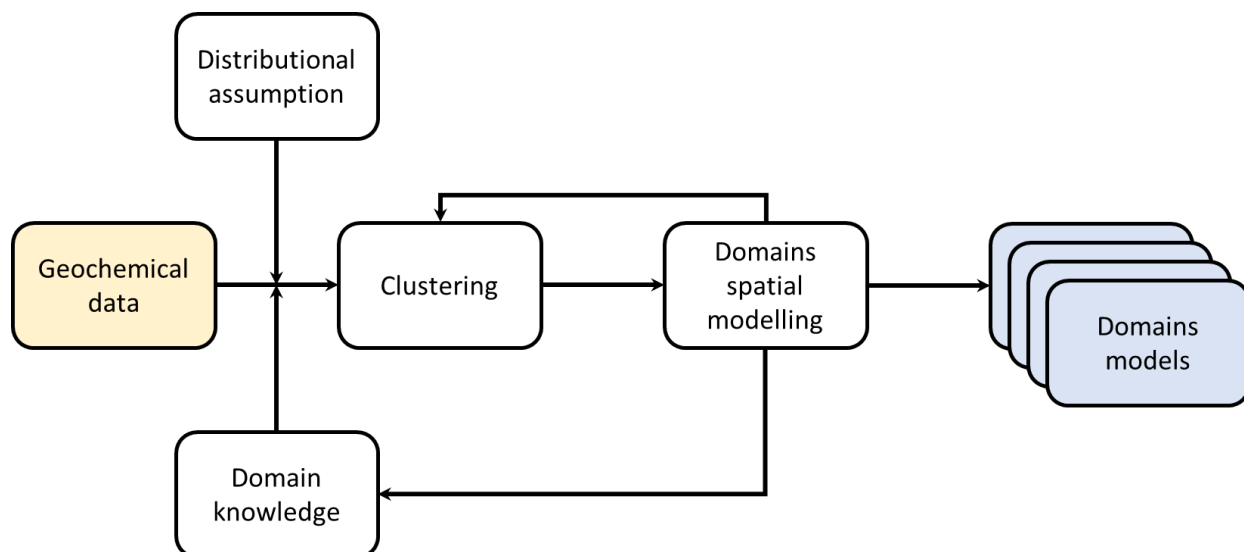 Distributional
assumption
Geochemical
data
Clustering
Domains
spatial
modelling
Domains
models
Domain
knowledge